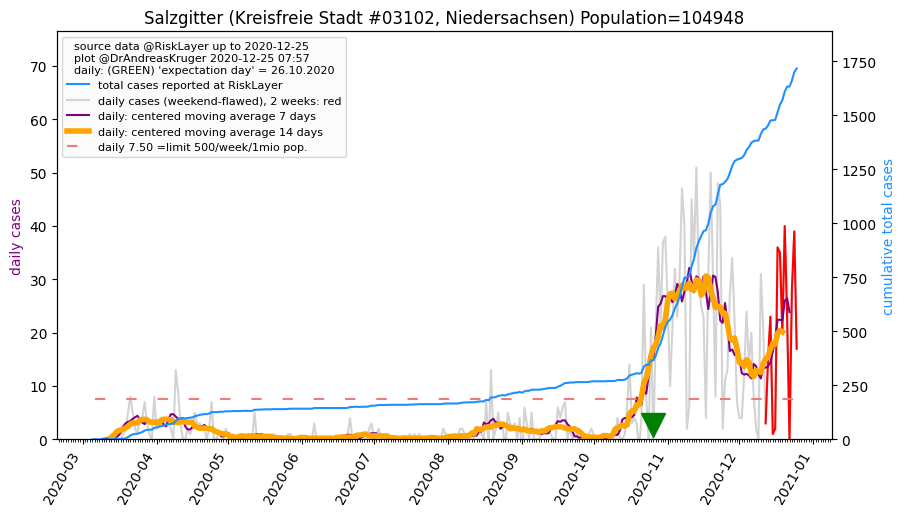 Salzgitter (Kreisfreie Stadt #03102, Niedersachsen) Population=104948
source data @RiskLayer up to 2020-12-25
plot @DrAndreasKruger 2020-12-25 07:57
daily: (GREEN) 'expectation day' = 26.10.2020
total cases reported at RiskLayer
daily cases (weekend-flawed), 2 weeks: red
daily: centered moving average 7 days
daily: centered moving average 14 days
daily 7.50 =limit 500/week/1mio pop.
daily cases
70
60
50
40
30
20
10
0
cumulative total cases
1750
1500
1250
1000
750
500
250
0
2020-03
2020-04
2020-05
2020-06
2020-07
2020-08
2020-09
2020-10
2020-11
2020-12
2021-01